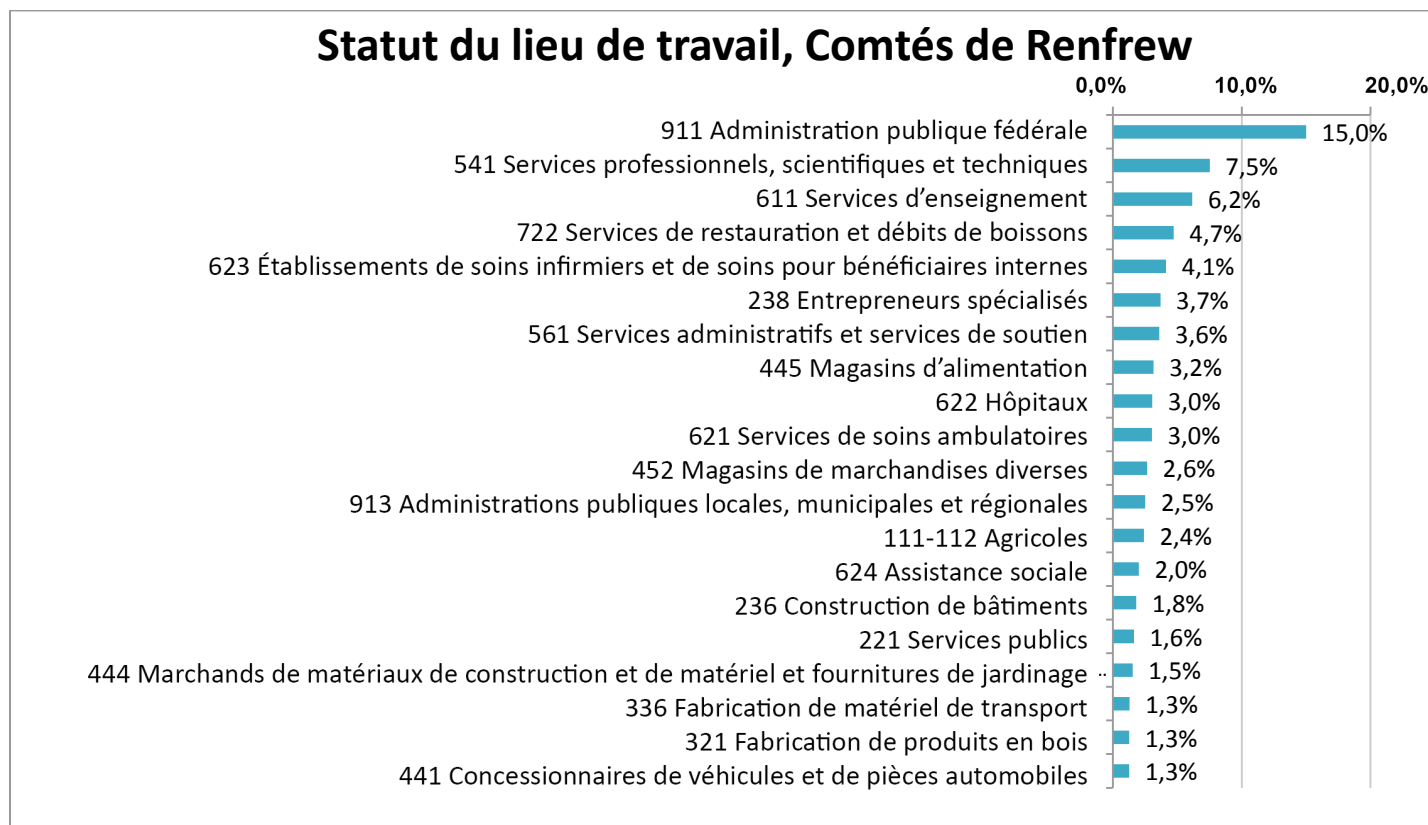 Statut du lieu de travail, Comtés de Renfrew
0,0% 10,0% 20,0%
911 Administration publique fédérale 15,0%
541 Services professionnels, scientifiques et techniques 7,5%
611 Services d’enseignement 6,2%
722 Services de restauration et débits de boissons 4,7%
623 Établissements de soins infirmiers et de soins pour bénéficiaires internes 4,1%
238 Entrepreneurs spécialisés 3,7%
561 Services administratifs et services de soutien 3,6%
445 Magasins d’alimentation 3,2%
622 Hôpitaux 3,0%
621 Services de soins ambulatoires 3,0%
452 Magasins de marchandises diverses 2,6%
913 Administrations publiques locales, municipales et régionales 2,5%
111-112 Agricoles 2,4%
624 Assistance sociale 2,0%
236 Construction de bâtiments 1,8%
221 Services publics 1,6%
444 Marchands de matériaux de construction et de matériel et fournitures de jardinage .. 1,5%
336 Fabrication de matériel de transport 1,3%
321 Fabrication de produits en bois 1,3%
441 Concessionnaires de véhicules et de pièces automobiles 1,3%